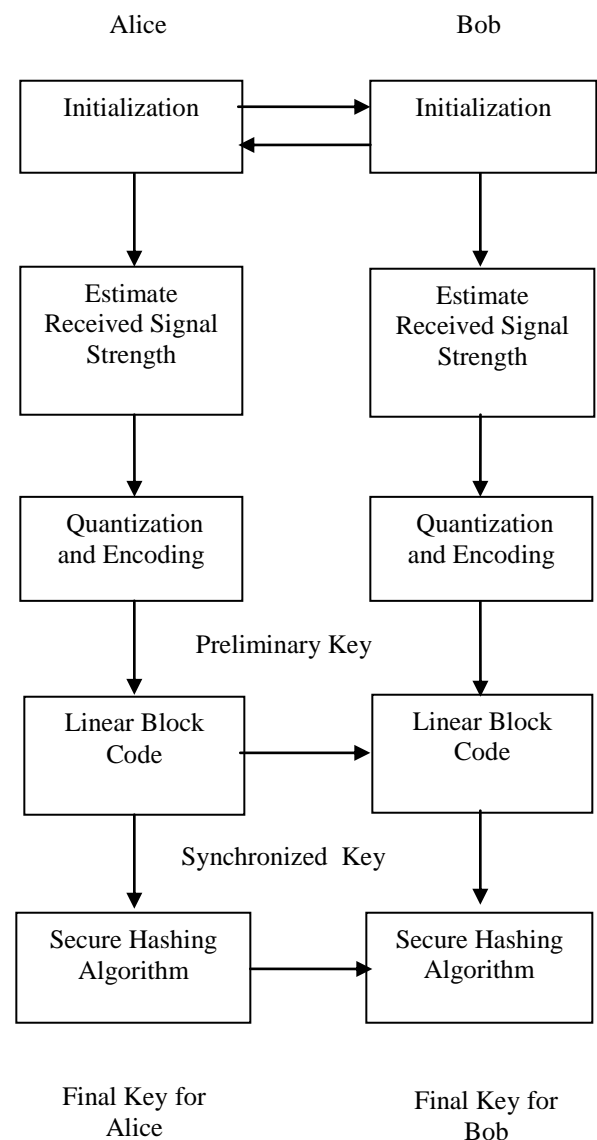 Alice
Bob
Initialization
Initialization
Estimate
Received Signal
Strength
Estimate
Received Signal
Strength
Quantization
and Encoding
Quantization
and Encoding
Preliminary Key
Linear Block
Code
Linear Block
Code
Synchronized Key
Secure Hashing
Algorithm
Secure Hashing
Algorithm
Final Key for
Alice
Final Key for
Bob